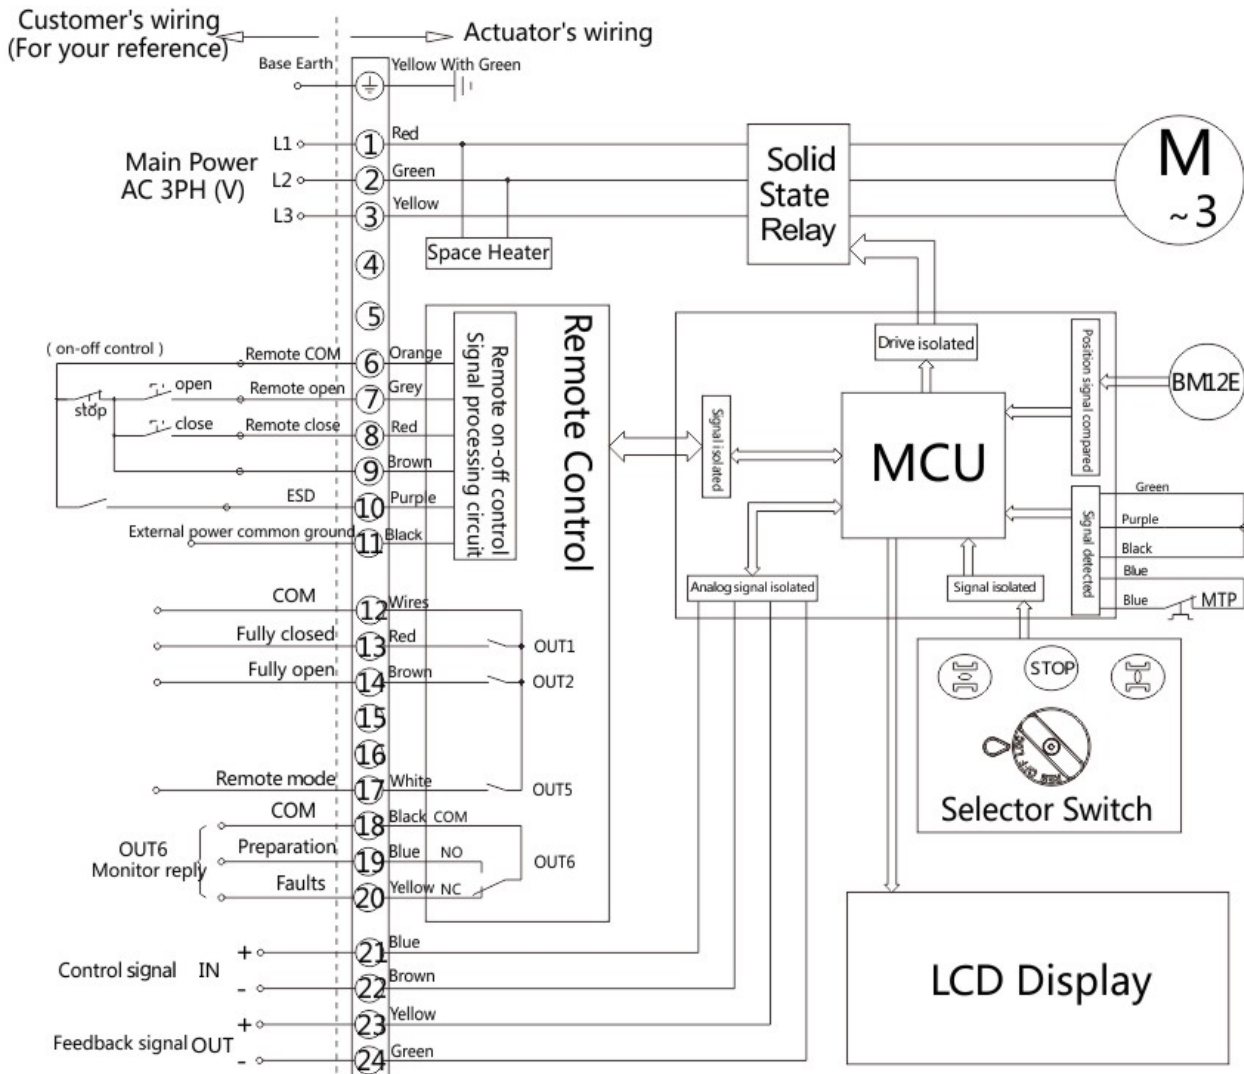 Customer's wiring
(For your reference)
Actuator's wiring
Base Earth
Yellow With Green
Main Power
AC 3PH (V)
L1
1
Red
L2
2
Green
L3
3
Yellow
Space Heater
Solid
State
Relay
M
~3
4
5
( on-off control )
Remote COM
6
Orange
stop
open
Remote open
7
Grey
close
Remote close
8
Red
9
Brown
ESD
10
Purple
External power common ground
11
Black
Remote on-off control
Signal processing circuit
Remote Control
COM
12
Wires
Fully closed
13
Red
OUT1
Fully open
14
Brown
OUT2
15
16
Remote mode
17
White
OUT5
COM
18
Black COM
OUT6
Monitor reply
Preparation
19
Blue NO
OUT6
Faults
20
Yellow NC
Control signal IN
+
21
Blue
-
22
Brown
Feedback signal OUT
+
23
Yellow
-
24
Green
Drive isolated
Signal isolated
MCU
Position signal compared
BM12E
Signal detected
Green
Purple
Black
Blue
Blue
MTP
Analog signal isolated
Signal isolated
STOP
OFF
Selector Switch
LCD Display